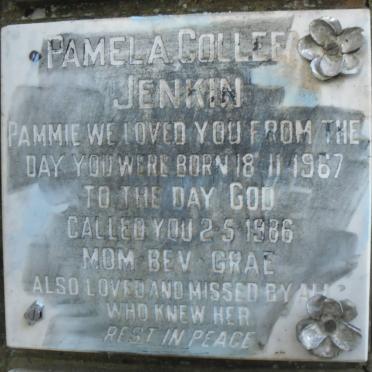 PAMELA COLLEEN
JENKIN
PAMMIE WE LOVED YOU FROM THE
DAY YOU WERE BORN 18·11·1967
TO THE DAY GOD
CALLED YOU 2·5·1986
MOM BEV GRAE
ALSO LOVED AND MISSED BY ALL
WHO KNEW HER
REST IN PEACE